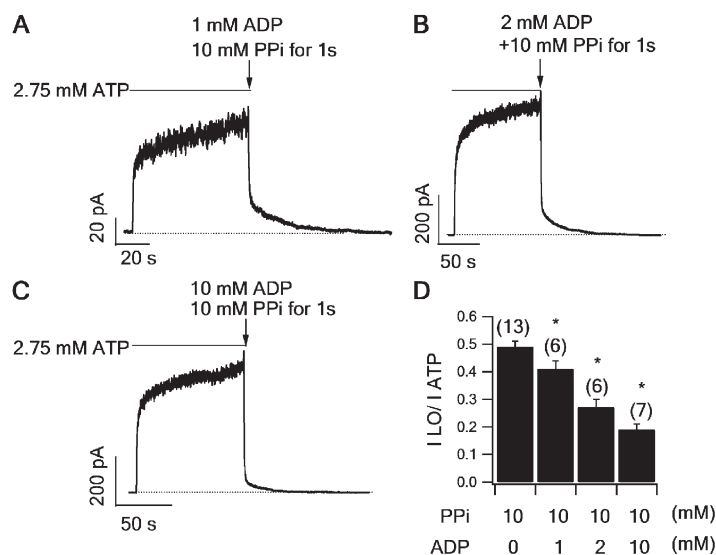 A
1 mM ADP
10 mM PPi for 1s
2.75 mM ATP
20 pA
20 s
B
2 mM ADP
+10 mM PPi for 1s
200 pA
50 s
C
10 mM ADP
10 mM PPi for 1s
2.75 mM ATP
200 pA
50 s
D
I LO/ I ATP
0.6
0.5
0.4
0.3
0.2
0.1
0.0
(13)
*
(6)
*
(6)
*
(7)
PPi 10 10 10 10 (mM)
ADP 0 1 2 10 (mM)